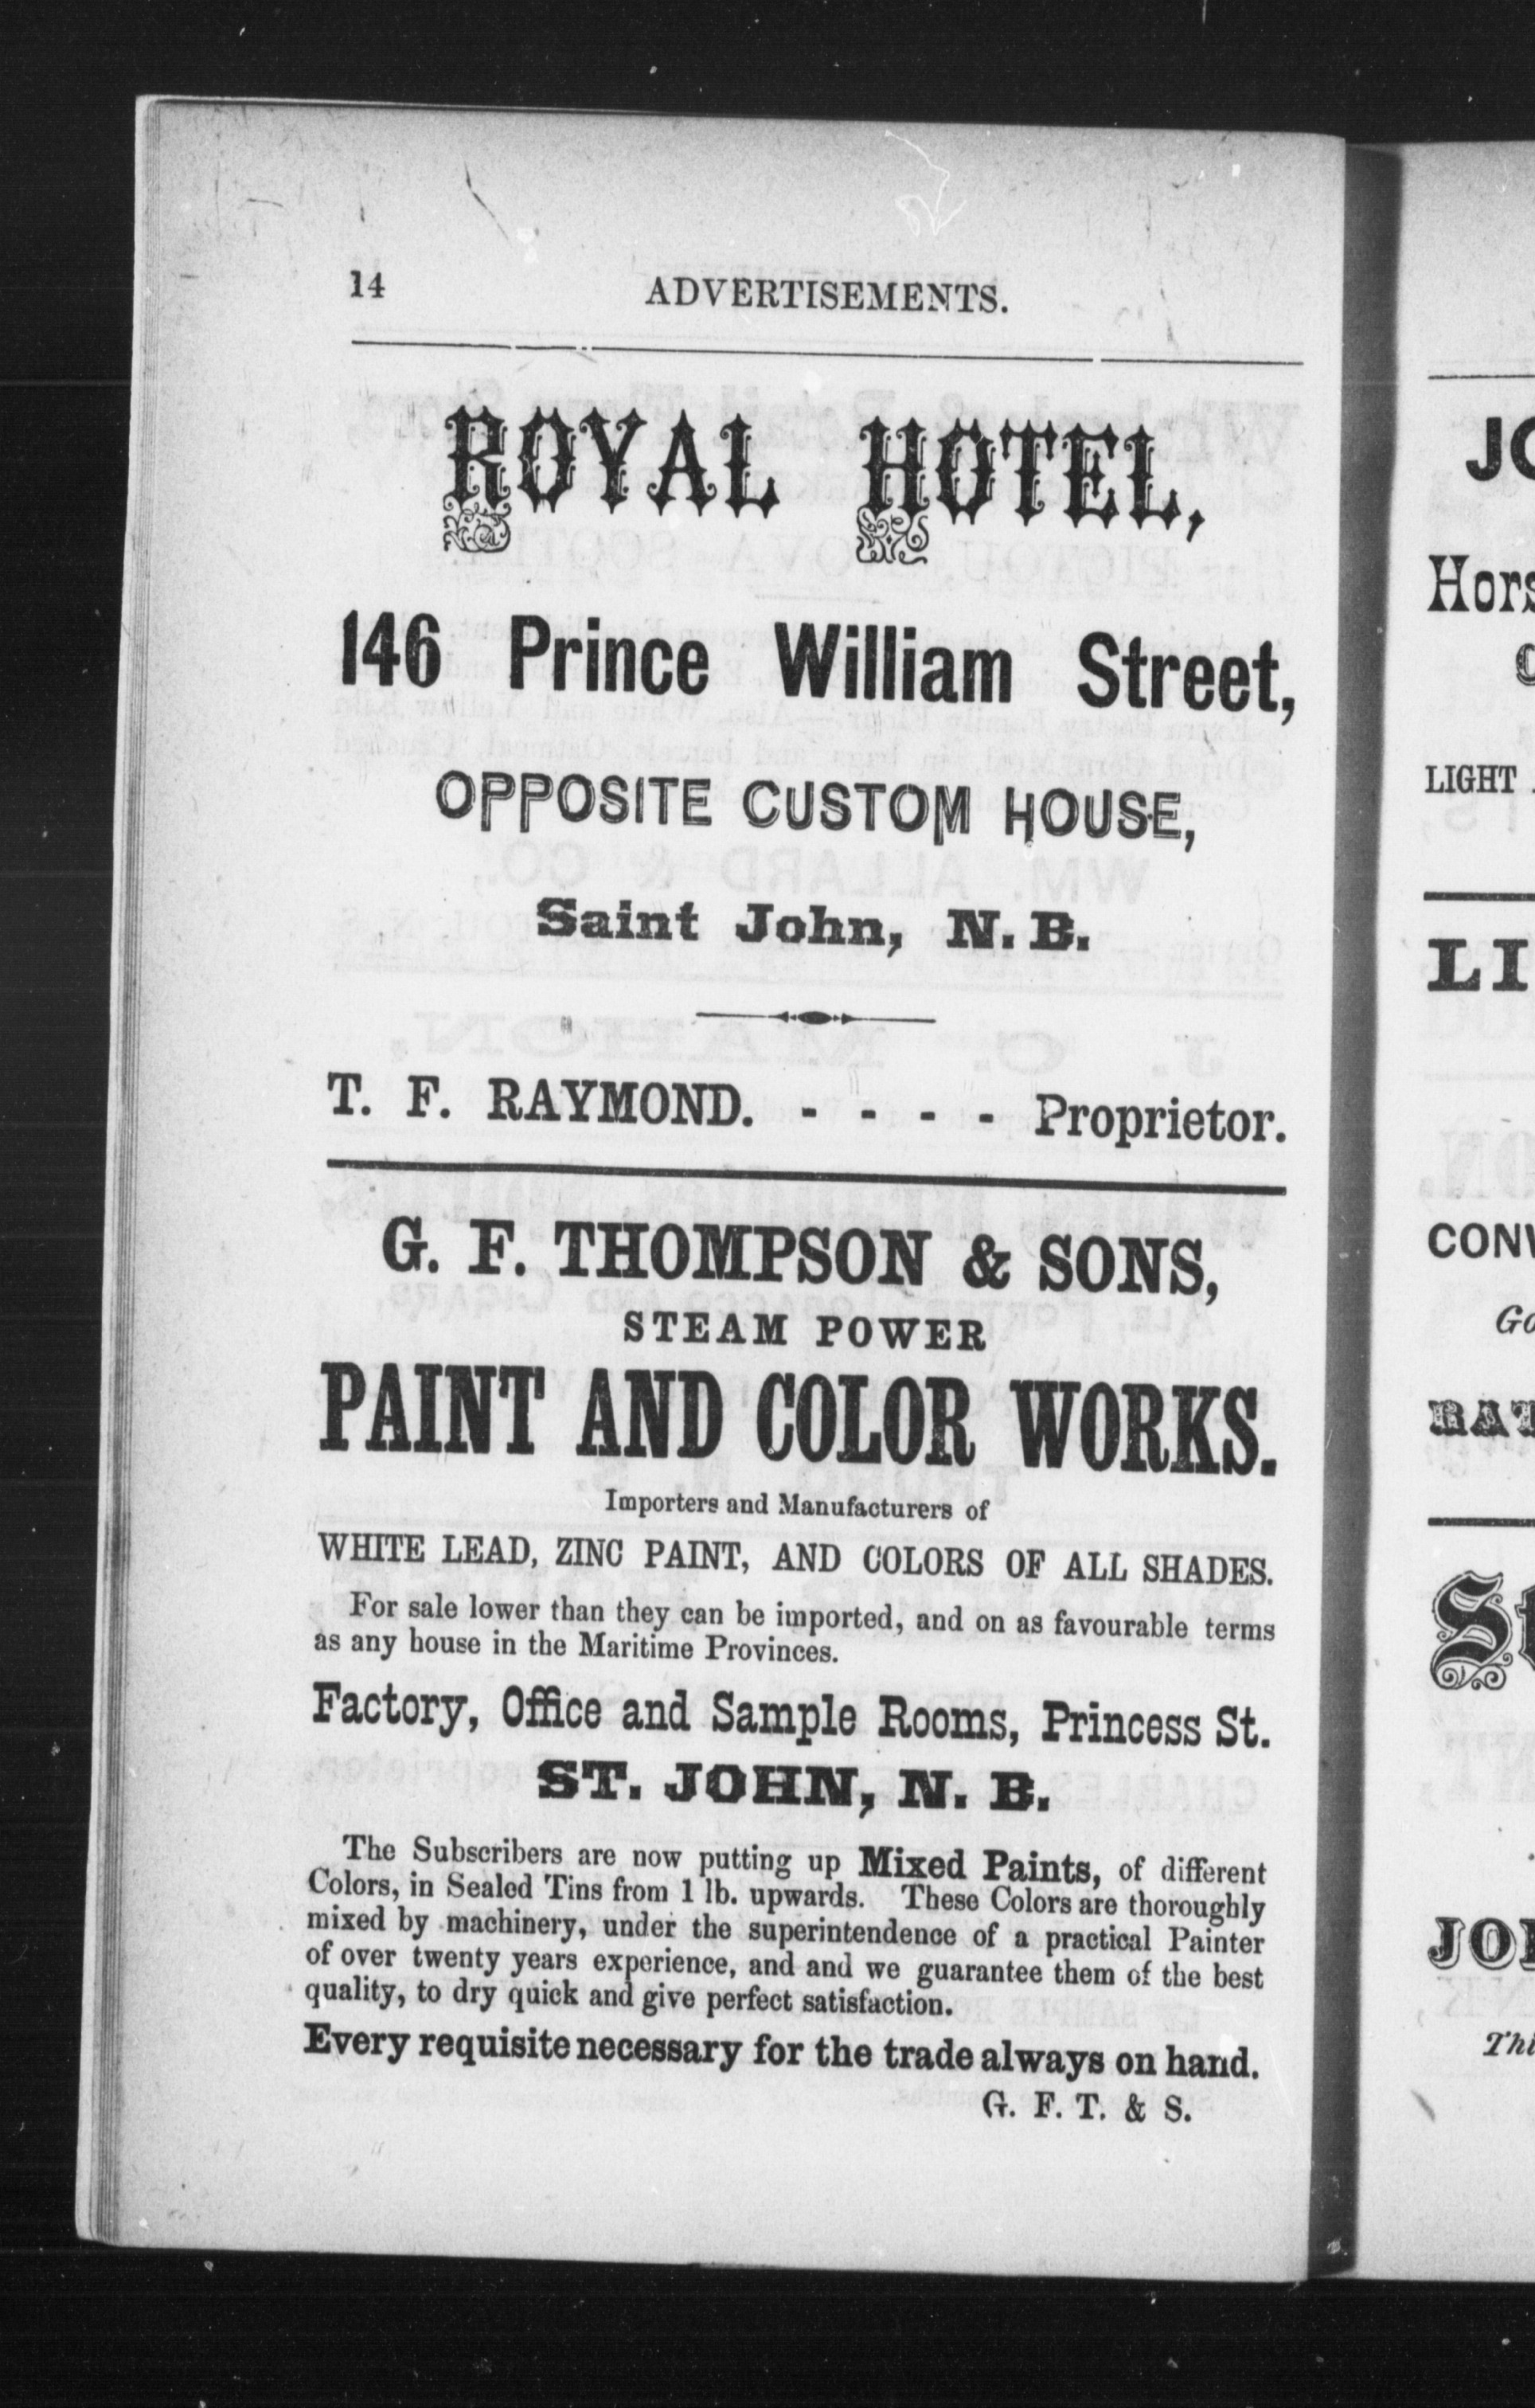 14 ADVERTISEMENTS.
ROYAL HOTEL,
146 Prince William Street,
OPPOSITE CUSTOM HOUSE,
Saint John, N. B.
T. F. RAYMOND. - - - - Proprietor.
G. F. THOMPSON & SONS,
STEAM POWER
PAINT AND COLOR WORKS.
Importers and Manufacturers of
WHITE LEAD, ZINC PAINT, AND COLORS OF ALL SHADES.
For sale lower than they can be imported, and on as favourable terms
as any house in the Maritime Provinces.
Factory, Office and Sample Rooms, Princess St.
ST. JOHN, N. B.
The Subscribers are now putting up Mixed Paints, of different
Colors, in Sealed Tins from 1 lb. upwards. These Colors are thoroughly
mixed by machinery, under the superintendence of a practical Painter
of over twenty years experience, and and we guarantee them of the best
quality, to dry quick and give perfect satisfaction.
Every requisite necessary for the trade always on hand.
G. F. T. & S.
LIGHT